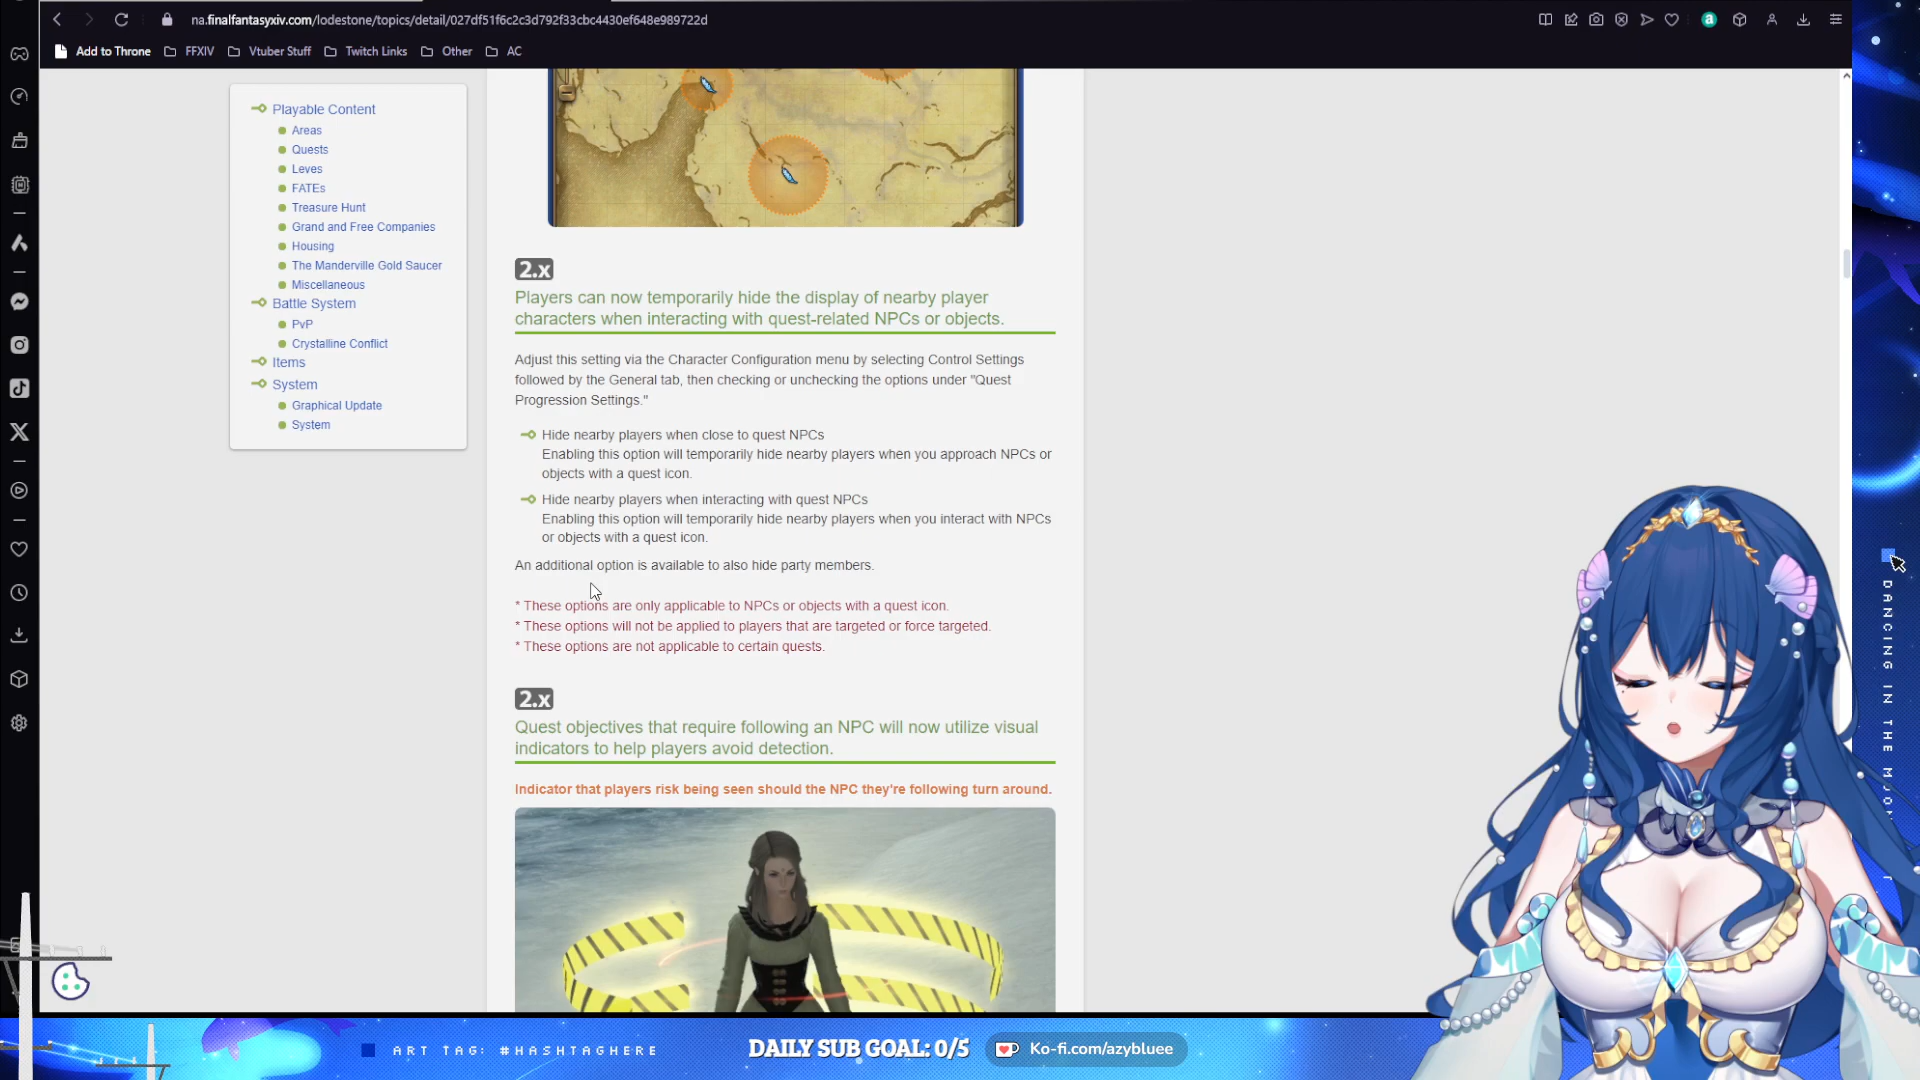 na.finalfantasyxiv.com/lodestone/topics/detail/027df51f6c2c3d792f33cbc4430ef648e989722d
Add to Throne
FFXIV
Vtuber Stuff
Twitch Links
Other
AC
Playable Content
Areas
Quests
Leves
FATEs
Treasure Hunt
Grand and Free Companies
Housing
The Manderville Gold Saucer
Miscellaneous
Battle System
PvP
Crystalline Conflict
Items
System
Graphical Update
System
2.x
Players can now temporarily hide the display of nearby player
characters when interacting with quest-related NPCs or objects.
Adjust this setting via the Character Configuration menu by selecting Control Settings
followed by the General tab, then checking or unchecking the options under "Quest
Progression Settings."
Hide nearby players when close to quest NPCs
Enabling this option will temporarily hide nearby players when you approach NPCs or
objects with a quest icon.
Hide nearby players when interacting with quest NPCs
Enabling this option will temporarily hide nearby players when you interact with NPCs
or objects with a quest icon.
An additional option is available to also hide party members.
* These options are only applicable to NPCs or objects with a quest icon.
* These options will not be applied to players that are targeted or force targeted.
* These options are not applicable to certain quests.
2.x
Quest objectives that require following an NPC will now utilize visual
indicators to help players avoid detection.
Indicator that players risk being seen should the NPC they're following turn around.
DANCING IN THE
ART TAG: #HASHTAGHERE
DAILY SUB GOAL: 0/5
Ko-fi.com/azybluee